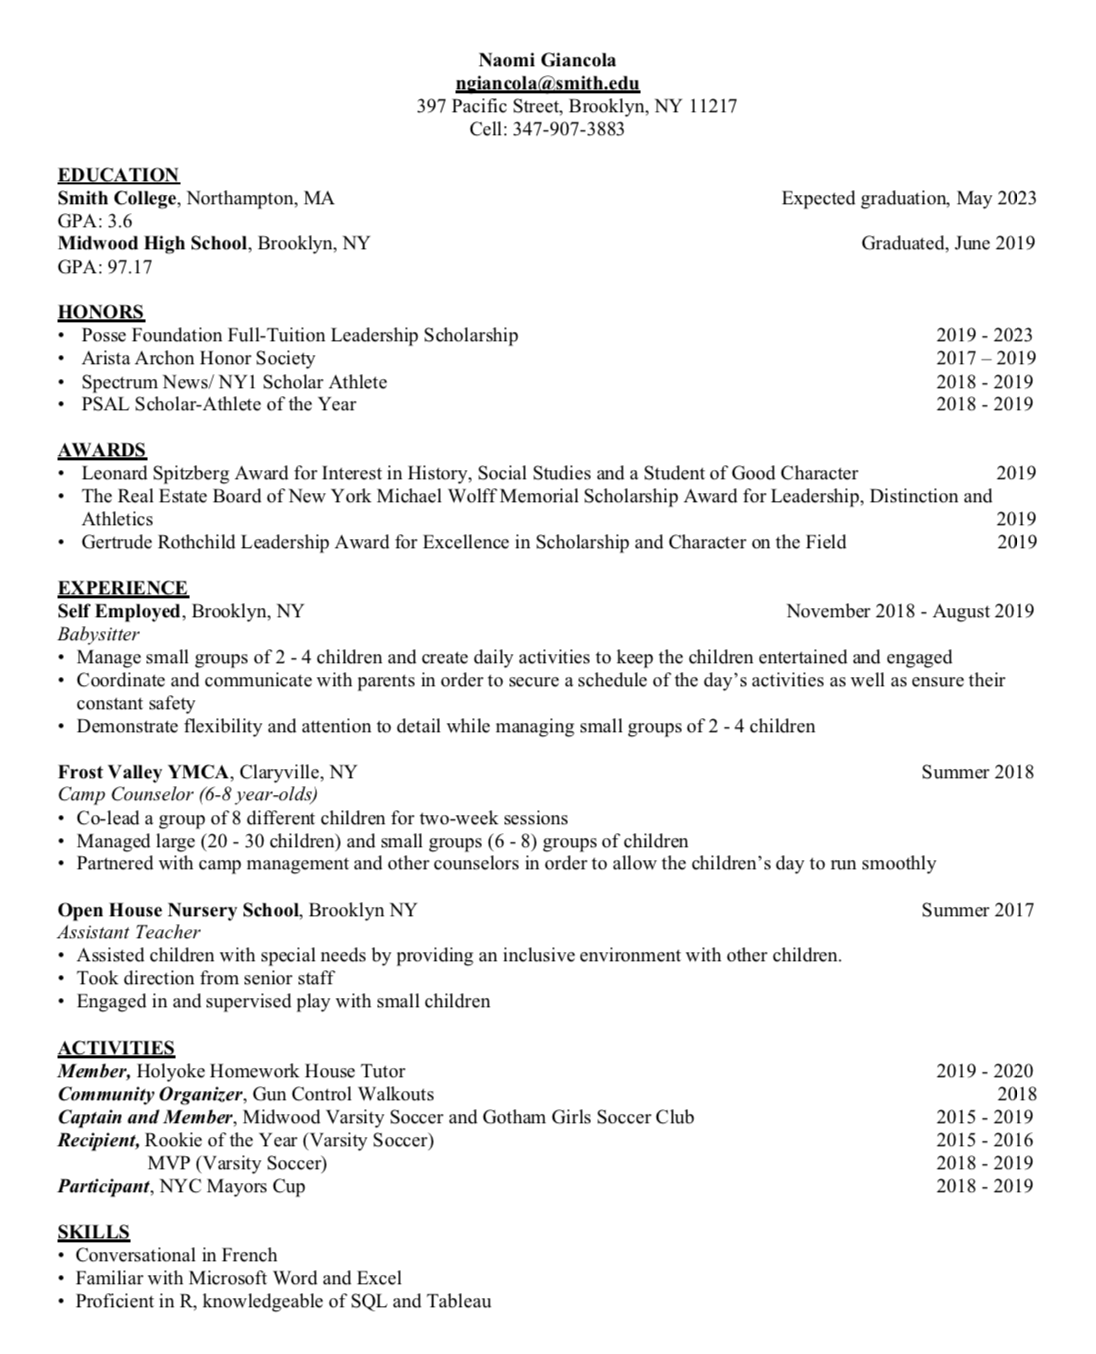 Naomi Giancola
ngiancola@smith.edu
397 Pacific Street, Brooklyn, NY 11217
Cell: 347-907-3883
EDUCATION
Smith College, Northampton, MA Expected graduation, May 2023
GPA: 3.6
Midwood High School, Brooklyn, NY Graduated, June 2019
GPA: 97.17
HONORS
• Posse Foundation Full-Tuition Leadership Scholarship 2019 - 2023
• Arista Archon Honor Society 2017 – 2019
• Spectrum News/ NY1 Scholar Athlete 2018 - 2019
• PSAL Scholar-Athlete of the Year 2018 - 2019
AWARDS
• Leonard Spitzberg Award for Interest in History, Social Studies and a Student of Good Character 2019
• The Real Estate Board of New York Michael Wolff Memorial Scholarship Award for Leadership, Distinction and
Athletics 2019
• Gertrude Rothchild Leadership Award for Excellence in Scholarship and Character on the Field 2019
EXPERIENCE
Self Employed, Brooklyn, NY November 2018 - August 2019
Babysitter
• Manage small groups of 2 - 4 children and create daily activities to keep the children entertained and engaged
• Coordinate and communicate with parents in order to secure a schedule of the day’s activities as well as ensure their
constant safety
• Demonstrate flexibility and attention to detail while managing small groups of 2 - 4 children
Frost Valley YMCA, Claryville, NY Summer 2018
Camp Counselor (6-8 year-olds)
• Co-lead a group of 8 different children for two-week sessions
• Managed large (20 - 30 children) and small groups (6 - 8) groups of children
• Partnered with camp management and other counselors in order to allow the children’s day to run smoothly
Open House Nursery School, Brooklyn NY Summer 2017
Assistant Teacher
• Assisted children with special needs by providing an inclusive environment with other children.
• Took direction from senior staff
• Engaged in and supervised play with small children
ACTIVITIES
Member, Holyoke Homework House Tutor 2019 - 2020
Community Organizer, Gun Control Walkouts 2018
Captain and Member, Midwood Varsity Soccer and Gotham Girls Soccer Club 2015 - 2019
Recipient, Rookie of the Year (Varsity Soccer) 2015 - 2016
MVP (Varsity Soccer) 2018 - 2019
Participant, NYC Mayors Cup 2018 - 2019
SKILLS
• Conversational in French
• Familiar with Microsoft Word and Excel
• Proficient in R, knowledgeable of SQL and Tableau